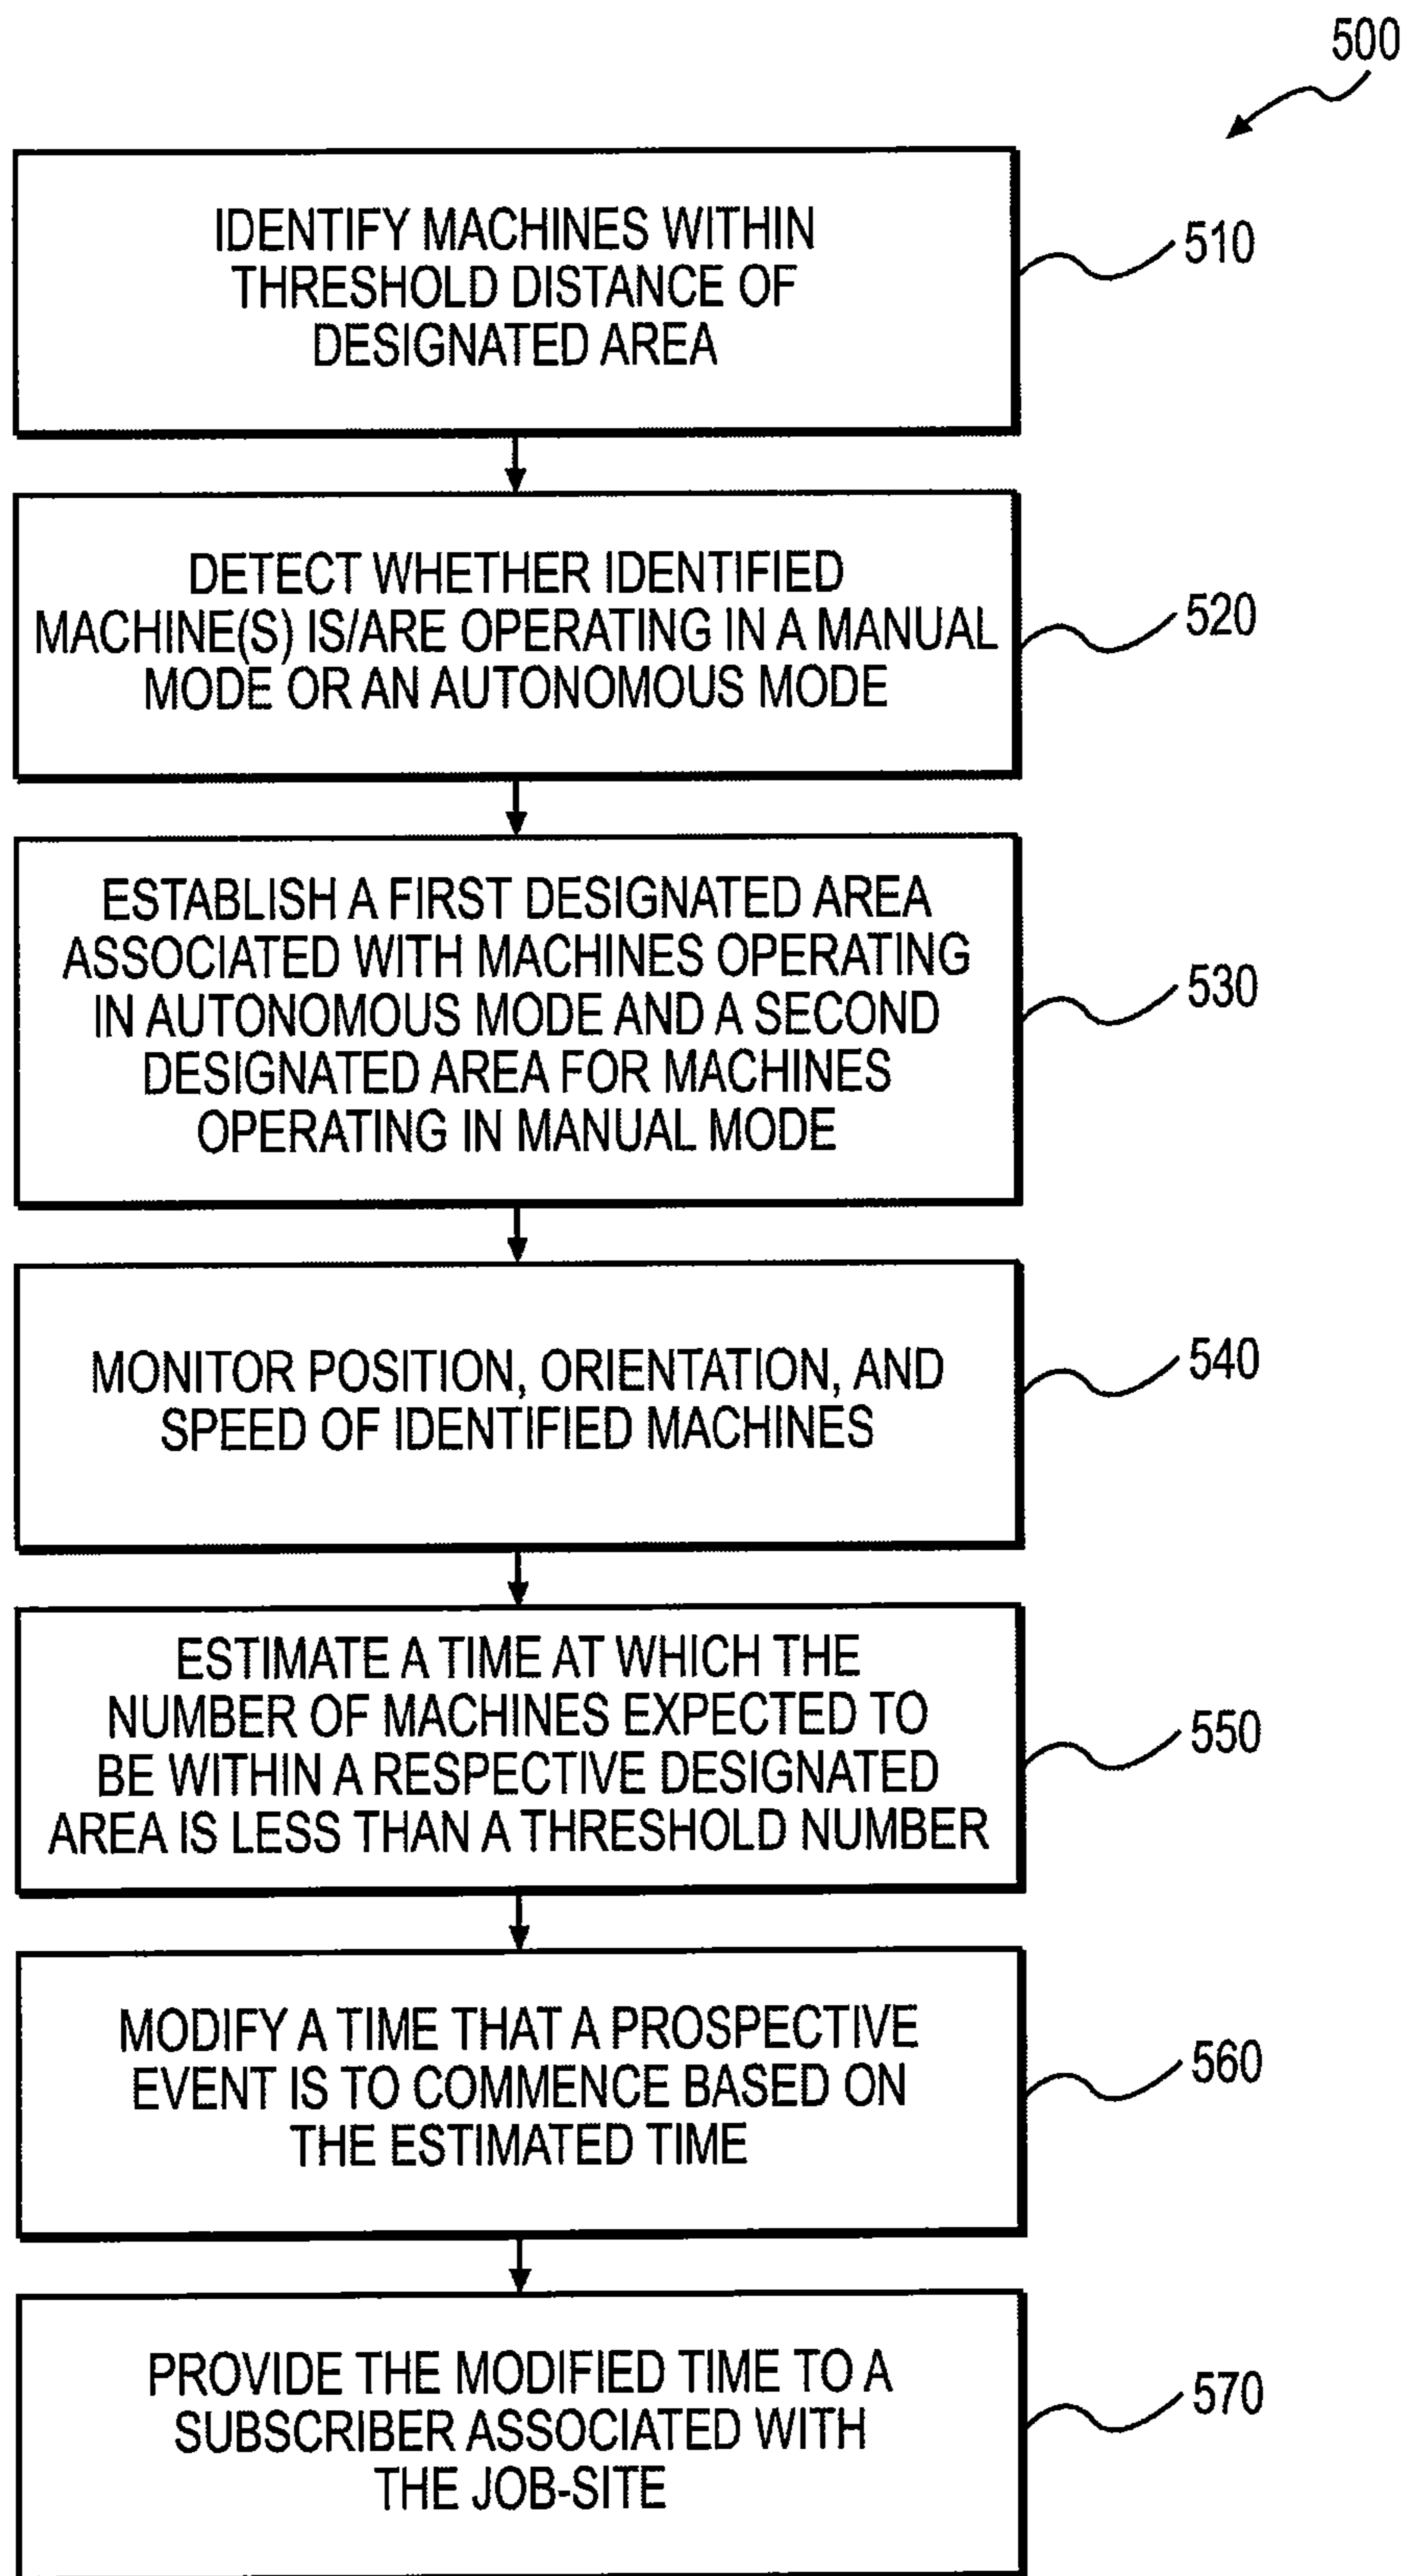 500
IDENTIFY MACHINES WITHIN
THRESHOLD DISTANCE OF
DESIGNATED AREA
510
DETECT WHETHER IDENTIFIED
MACHINE(S) IS/ARE OPERATING IN A MANUAL
MODE OR AN AUTONOMOUS MODE
520
ESTABLISH A FIRST DESIGNATED AREA
ASSOCIATED WITH MACHINES OPERATING
IN AUTONOMOUS MODE AND A SECOND
DESIGNATED AREA FOR MACHINES
OPERATING IN MANUAL MODE
530
MONITOR POSITION, ORIENTATION, AND
SPEED OF IDENTIFIED MACHINES
540
ESTIMATE A TIME AT WHICH THE
NUMBER OF MACHINES EXPECTED TO
BE WITHIN A RESPECTIVE DESIGNATED
AREA IS LESS THAN A THRESHOLD NUMBER
550
MODIFY A TIME THAT A PROSPECTIVE
EVENT IS TO COMMENCE BASED ON
THE ESTIMATED TIME
560
PROVIDE THE MODIFIED TIME TO A
SUBSCRIBER ASSOCIATED WITH
THE JOB-SITE
570